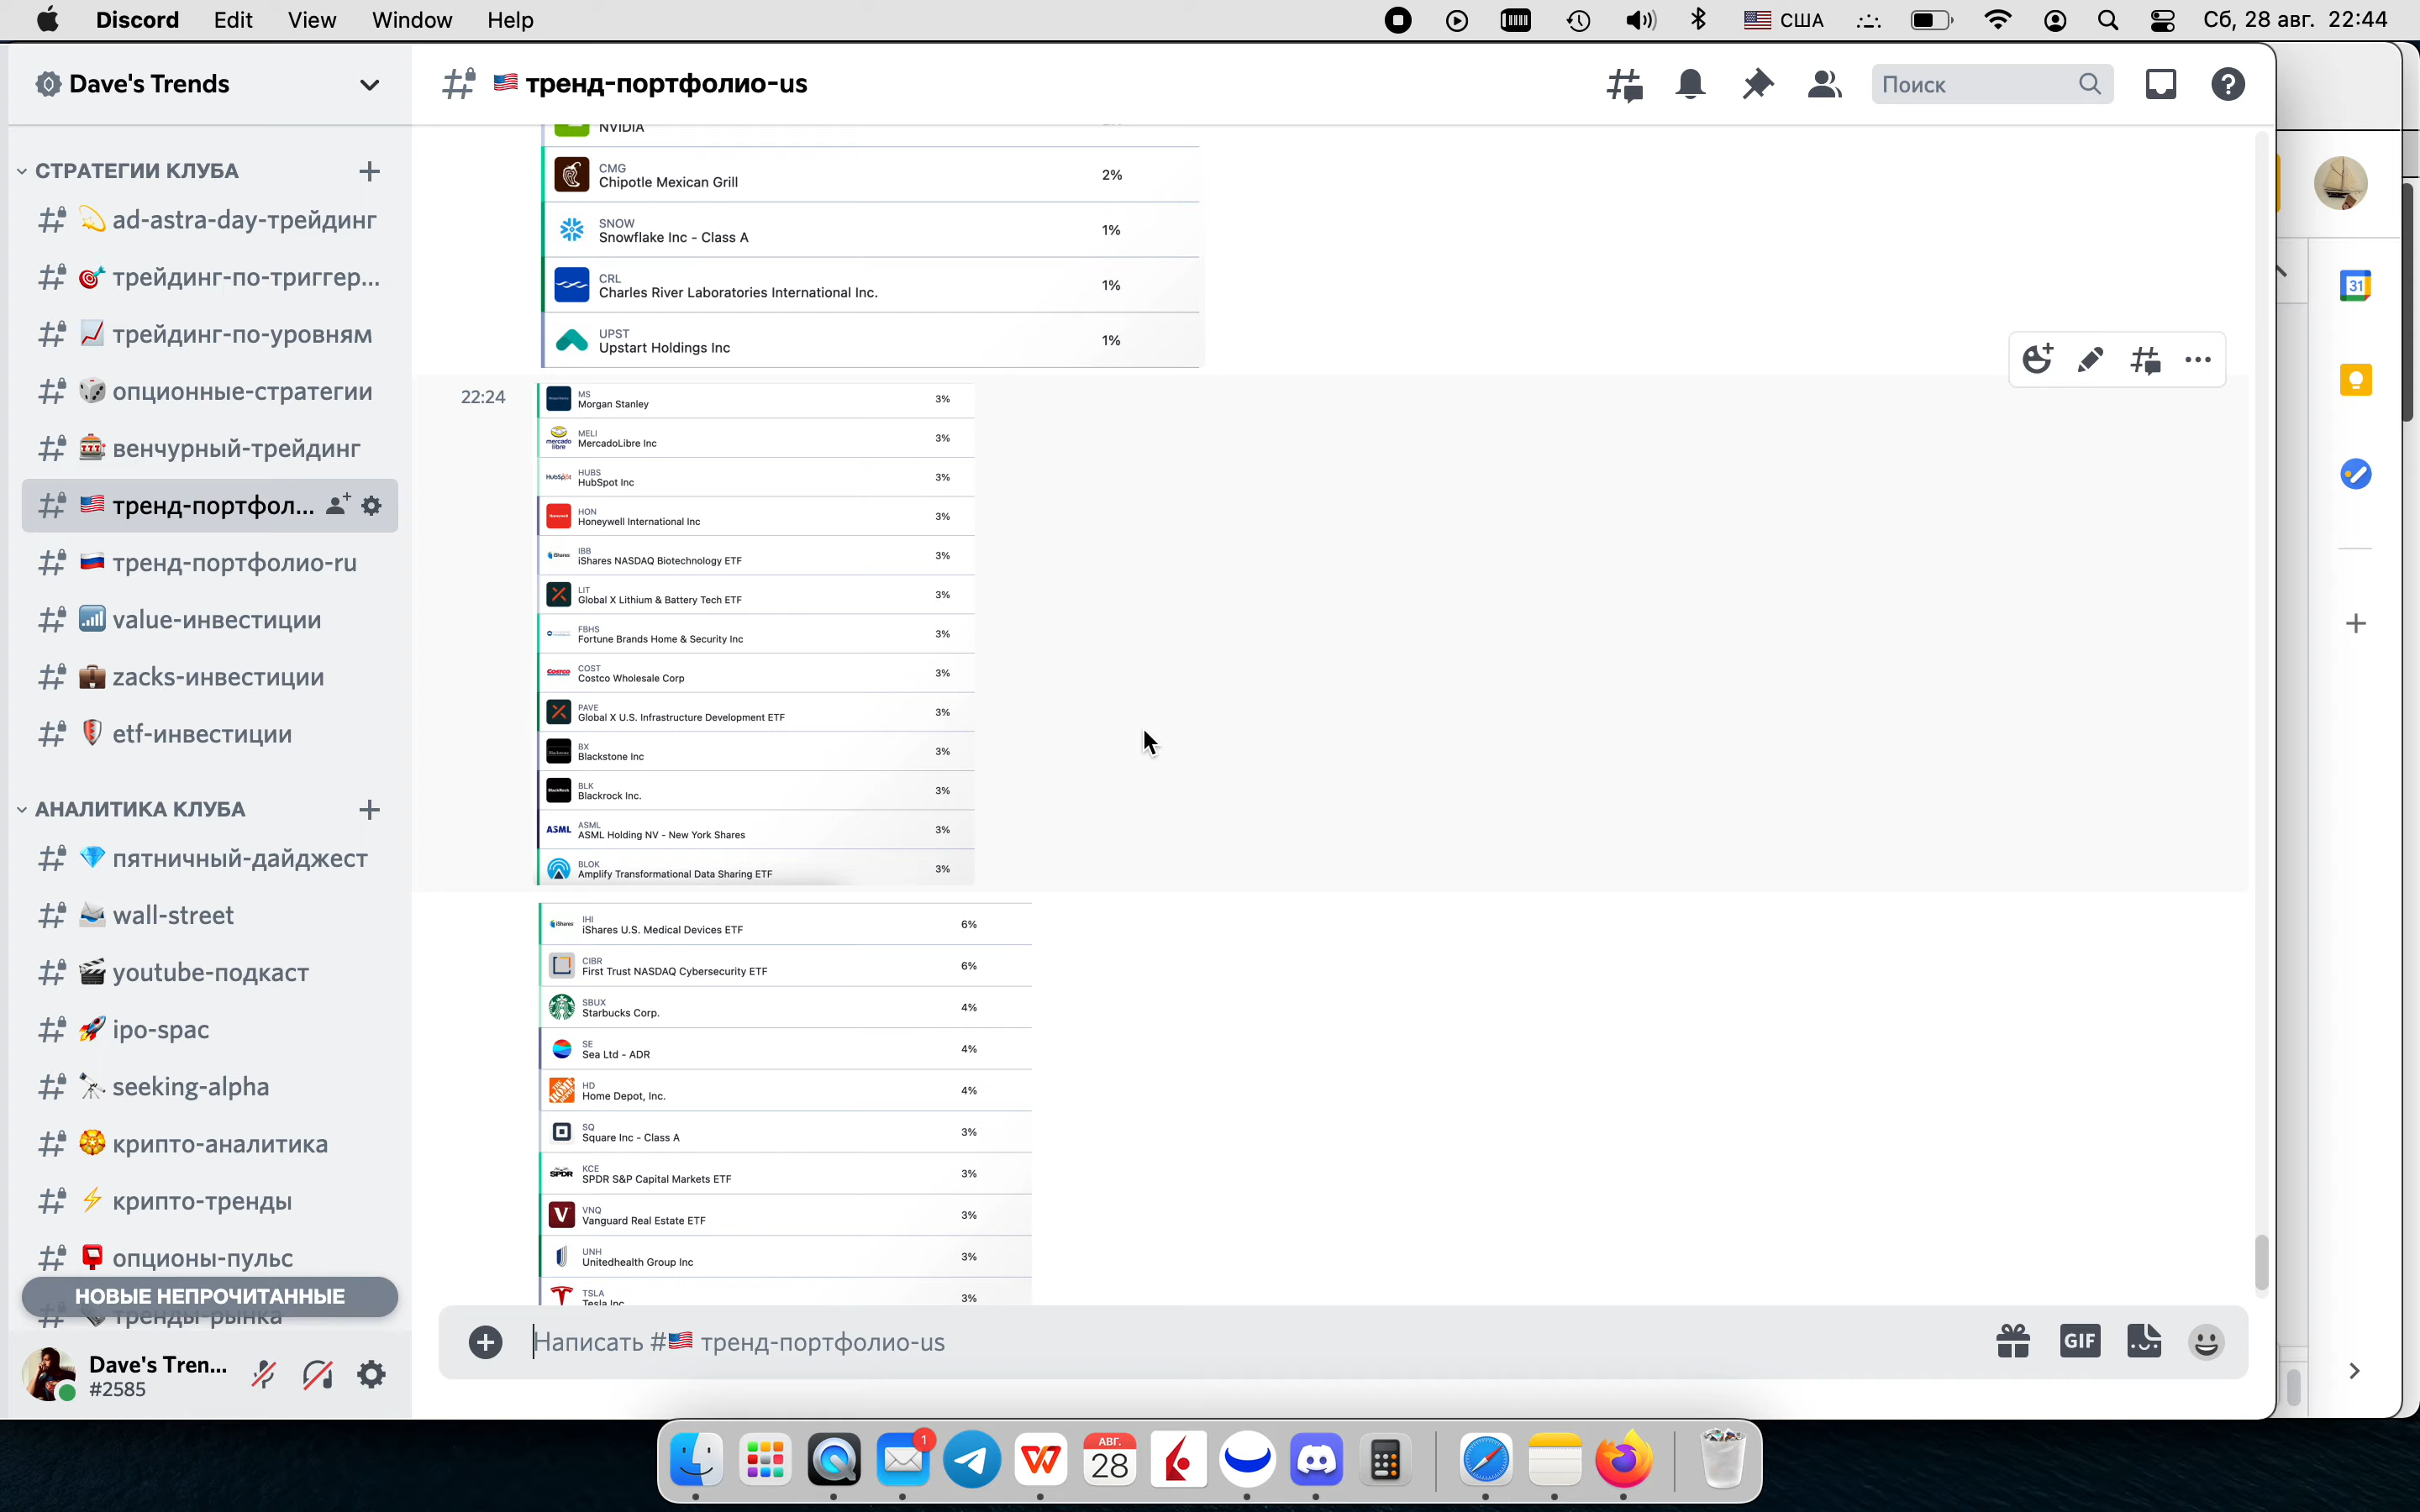 Discord Edit View Window Help
США Сб, 28 авг. 22:44
Dave's Trends
СТРАТЕГИИ КЛУБА
ad-astra-day-трейдинг
трейдинг-по-триггер...
трейдинг-по-уровням
опционные-стратегии
венчурный-трейдинг
тренд-портфол...
тренд-портфолио-ru
value-инвестиции
zacks-инвестиции
etf-инвестиции
АНАЛИТИКА КЛУБА
пятничный-дайджест
wall-street
youtube-подкаст
ipo-spac
seeking-alpha
крипто-аналитика
крипто-тренды
опционы-пульс
НОВЫЕ НЕПРОЧИТАННЫЕ
тренды-рынка
Dave's Tren...
#2585
тренд-портфолио-us
Поиск
NVIDIA
CMG
Chipotle Mexican Grill 2%
SNOW
Snowflake Inc - Class A 1%
CRL
Charles River Laboratories International Inc. 1%
UPST
Upstart Holdings Inc 1%
22:24
MS
Morgan Stanley 3%
MELI
MercadoLibre Inc 3%
HUBS
HubSpot Inc 3%
HON
Honeywell International Inc 3%
IBB
iShares NASDAQ Biotechnology ETF 3%
LIT
Global X Lithium & Battery Tech ETF 3%
FBHS
Fortune Brands Home & Security Inc 3%
COST
Costco Wholesale Corp 3%
PAVE
Global X U.S. Infrastructure Development ETF 3%
BX
Blackstone Inc 3%
BLK
Blackrock Inc. 3%
ASML
ASML
ASML Holding NV - New York Shares 3%
BLOK
Amplify Transformational Data Sharing ETF 3%
IHI
iShares U.S. Medical Devices ETF 6%
CIBR
First Trust NASDAQ Cybersecurity ETF 6%
SBUX
Starbucks Corp. 4%
SE
Sea Ltd - ADR 4%
HD
Home Depot, Inc. 4%
SQ
Square Inc - Class A 3%
SPDR
KCE
SPDR S&P Capital Markets ETF 3%
VNQ
Vanguard Real Estate ETF 3%
UNH
Unitedhealth Group Inc 3%
TSLA
Tesla Inc 3%
Написать # тренд-портфолио-us
GIF
31
1
АВГ.
28